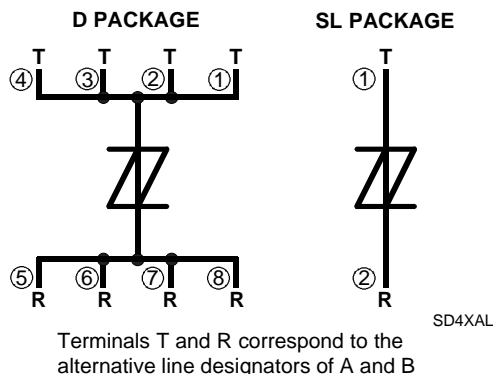 D PACKAGE
SL PACKAGE
T T T T
④ ③ ② ①
T
①
⑤ ⑥ ⑦ ⑧
R R R R
②
R
SD4XAL
Terminals T and R correspond to the
alternative line designators of A and B